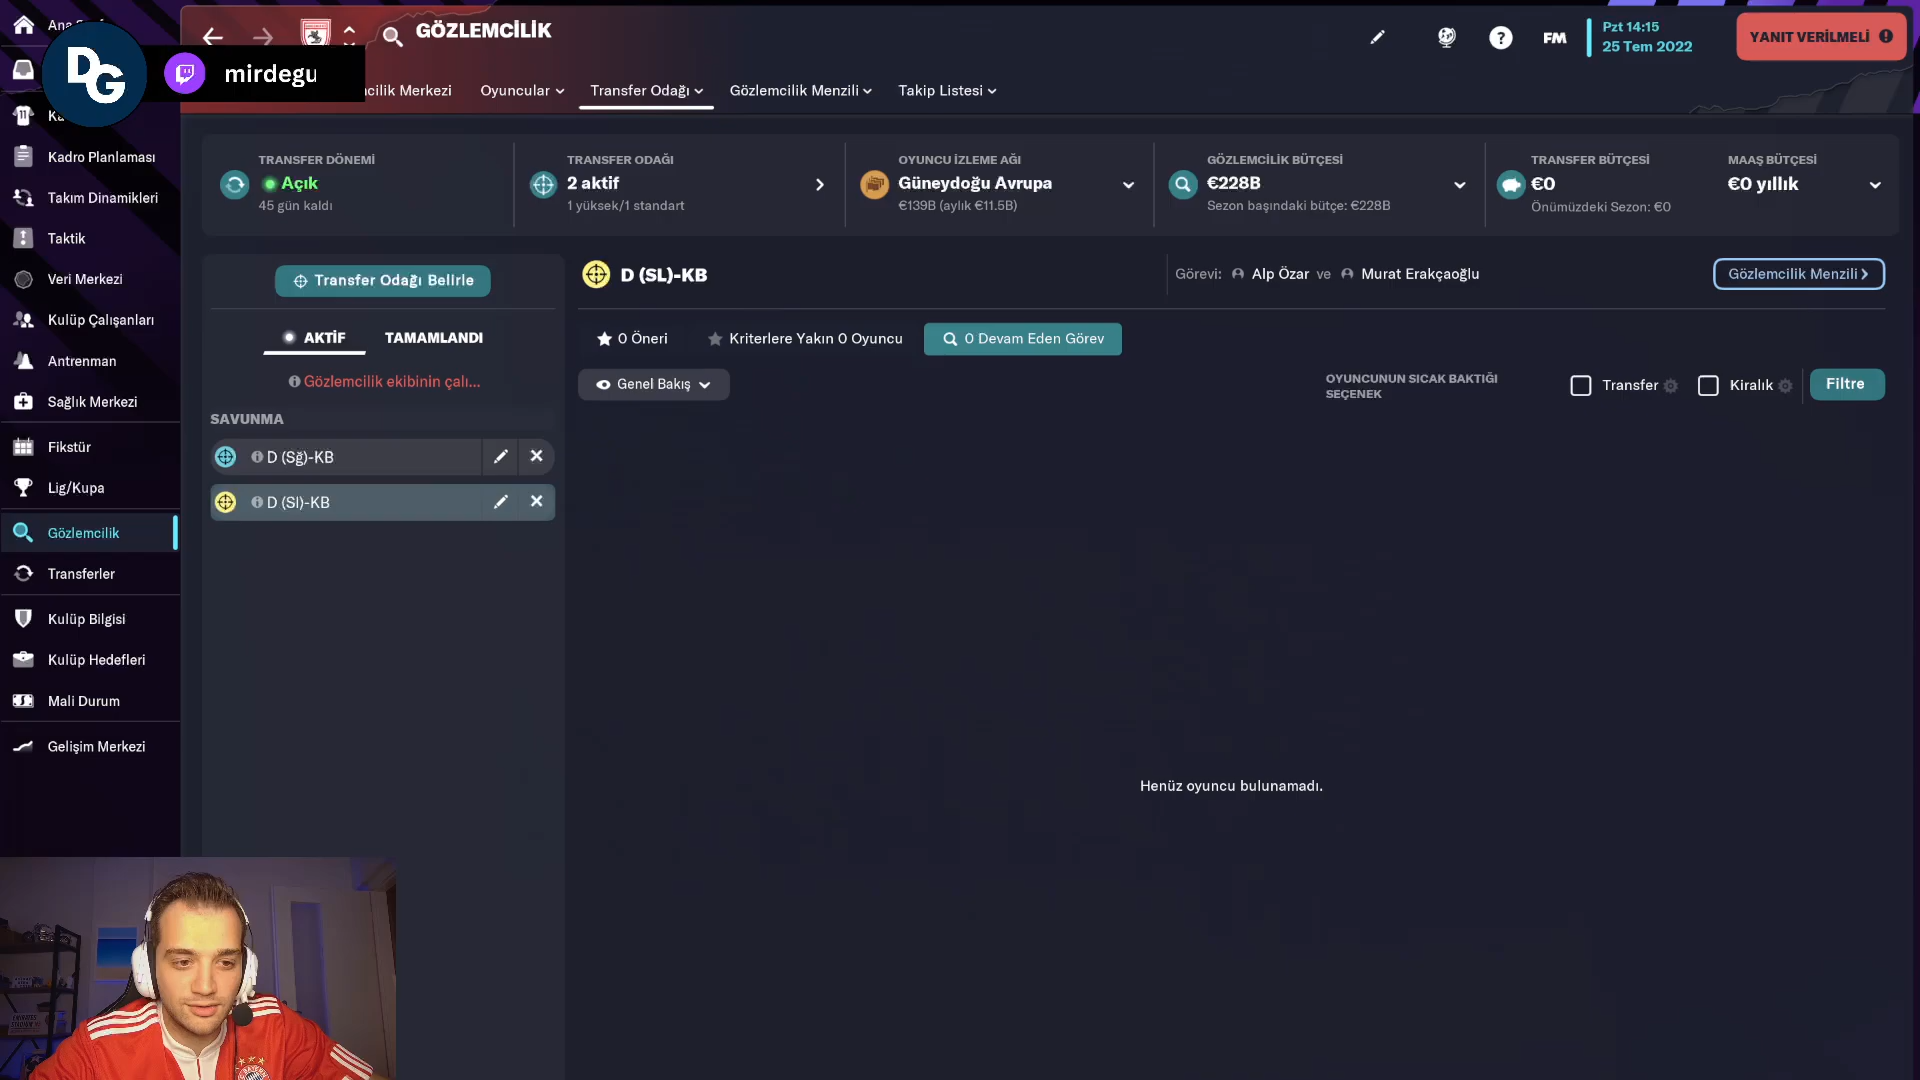 GÖZLEMCİLİK
FM
Pzt 14:15
25 Tem 2022
YANIT VERİLMELİ
DG
mirdegu
cilik Merkezi
Oyuncular
Transfer Odağı
Gözlemcilik Menzili
Takip Listesi
Kadro Planlaması
Takım Dinamikleri
Taktik
Veri Merkezi
Kulüp Çalışanları
Antrenman
Sağlık Merkezi
Fikstür
Lig/Kupa
Gözlemcilik
Transferler
Kulüp Bilgisi
Kulüp Hedefleri
Mali Durum
Gelişim Merkezi
TRANSFER DÖNEMİ
Açık
45 gün kaldı
TRANSFER ODAĞI
2 aktif
1 yüksek/1 standart
OYUNCU İZLEME AĞI
Güneydoğu Avrupa
€139B (aylık €11.5B)
GÖZLEMCİLİK BÜTÇESİ
€228B
Sezon başındaki bütçe: €228B
TRANSFER BÜTÇESİ
€0
Önümüzdeki Sezon: €0
MAAŞ BÜTÇESİ
€0 yıllık
Transfer Odağı Belirle
AKTİF
TAMAMLANDI
Gözlemcilik ekibinin çalı...
SAVUNMA
D (Sğ)-KB
D (Sl)-KB
D (SL)-KB
Görevi: Alp Özar ve Murat Erakçaoğlu
Gözlemcilik Menzili
0 Öneri
Kriterlere Yakın 0 Oyuncu
0 Devam Eden Görev
Genel Bakış
OYUNCUNUN SICAK BAKTIĞI
SEÇENEK
Transfer
Kiralık
Filtre
Henüz oyuncu bulunamadı.